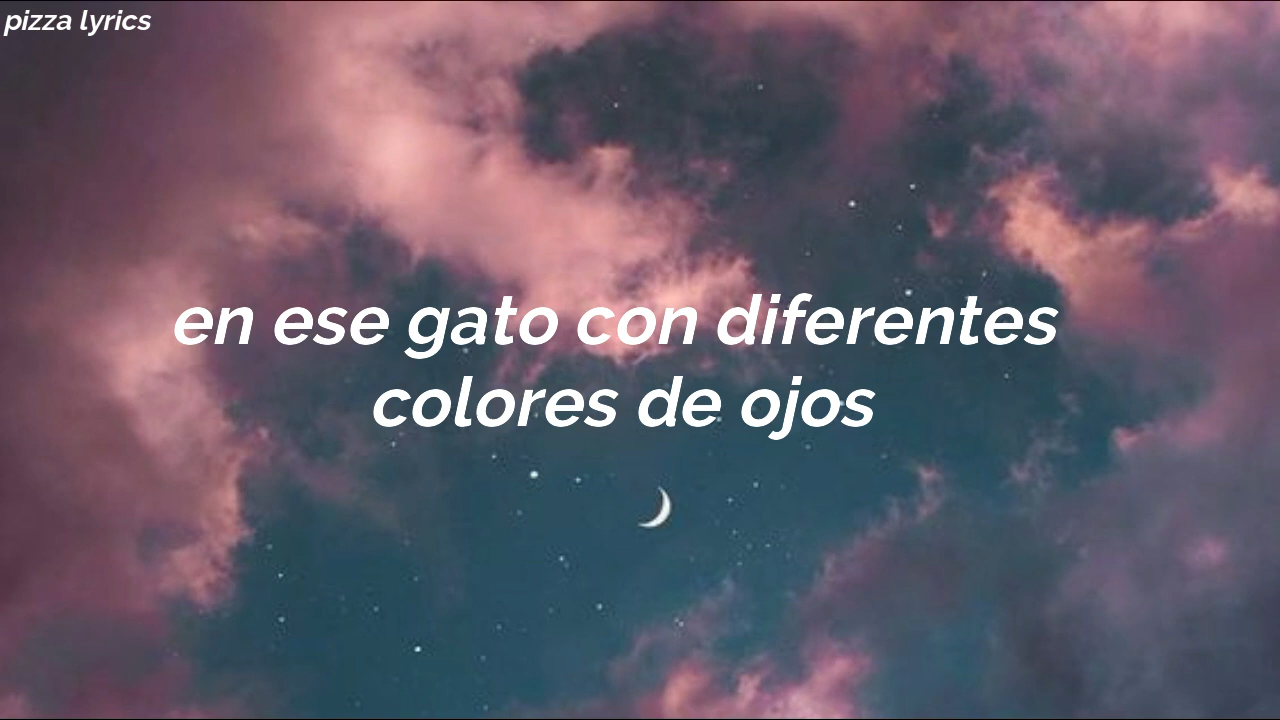 pizza lyrics
en ese gato con diferentes
colores de ojos